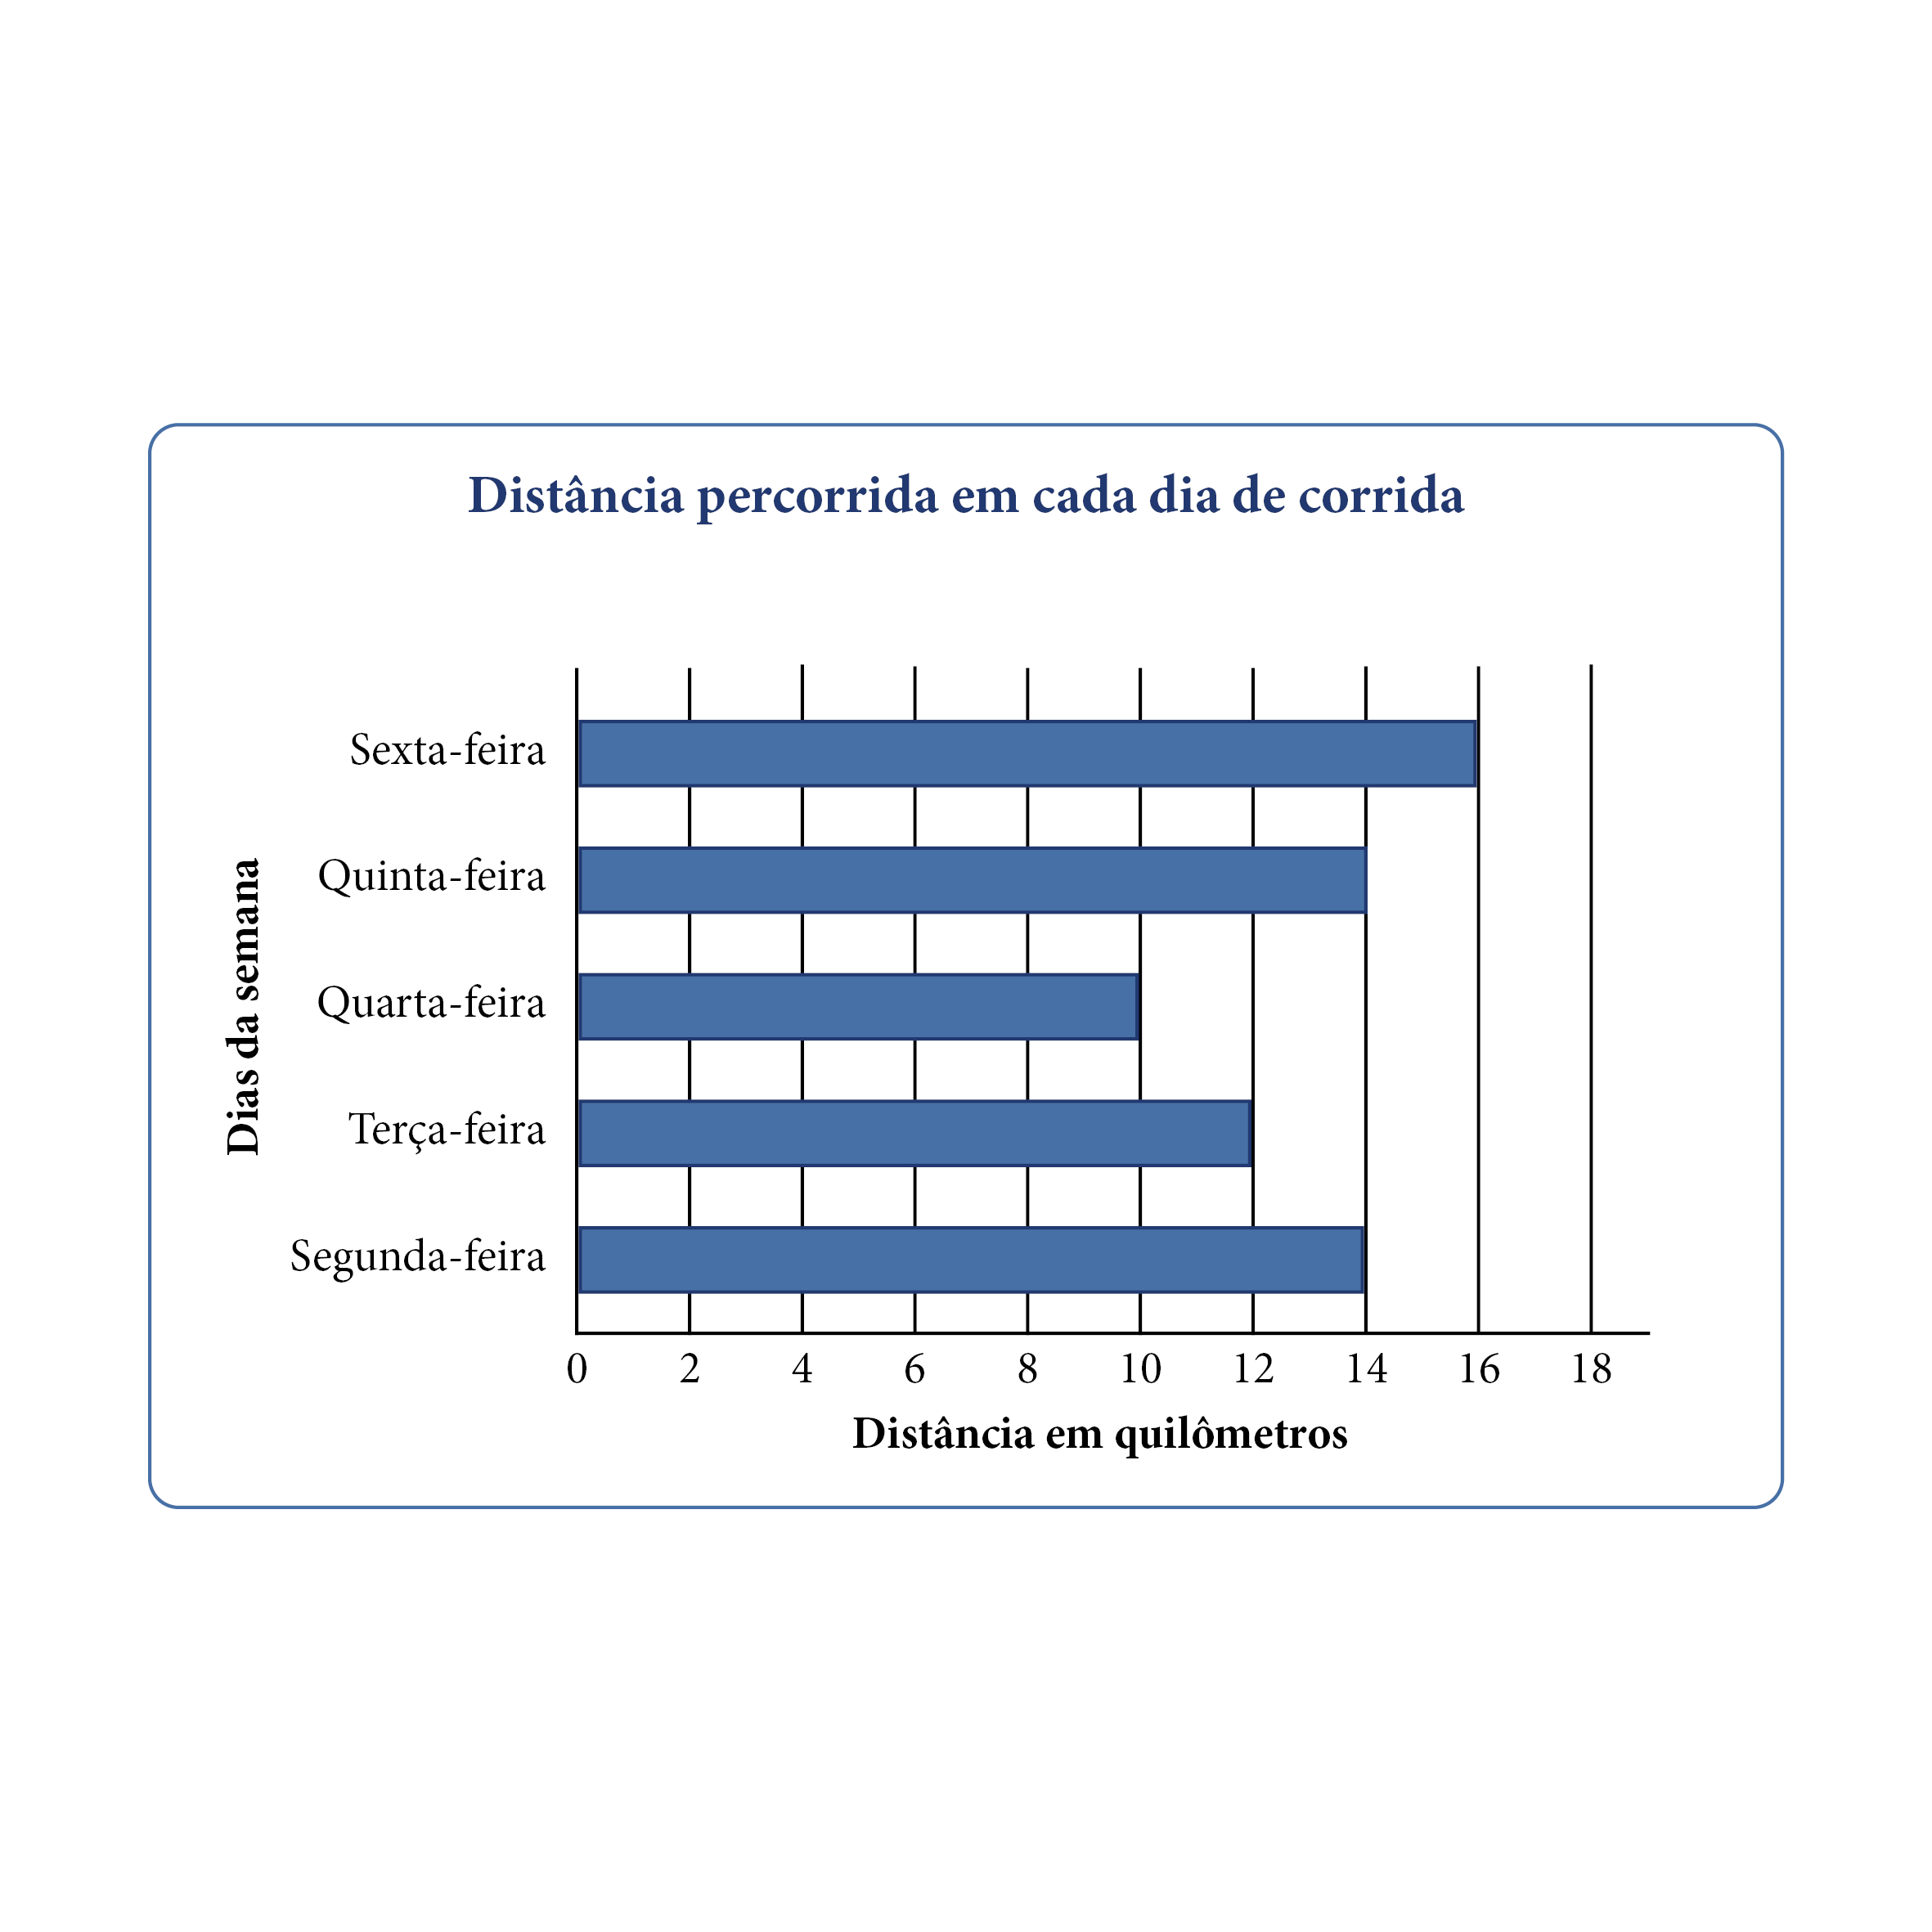 Distância percorrida em cada dia de corrida
Dias da semana
Sexta-feira
Quinta-feira
Quarta-feira
Terça-feira
Segunda-feira
0 2 4 6 8 10 12 14 16 18
Distância em quilômetros